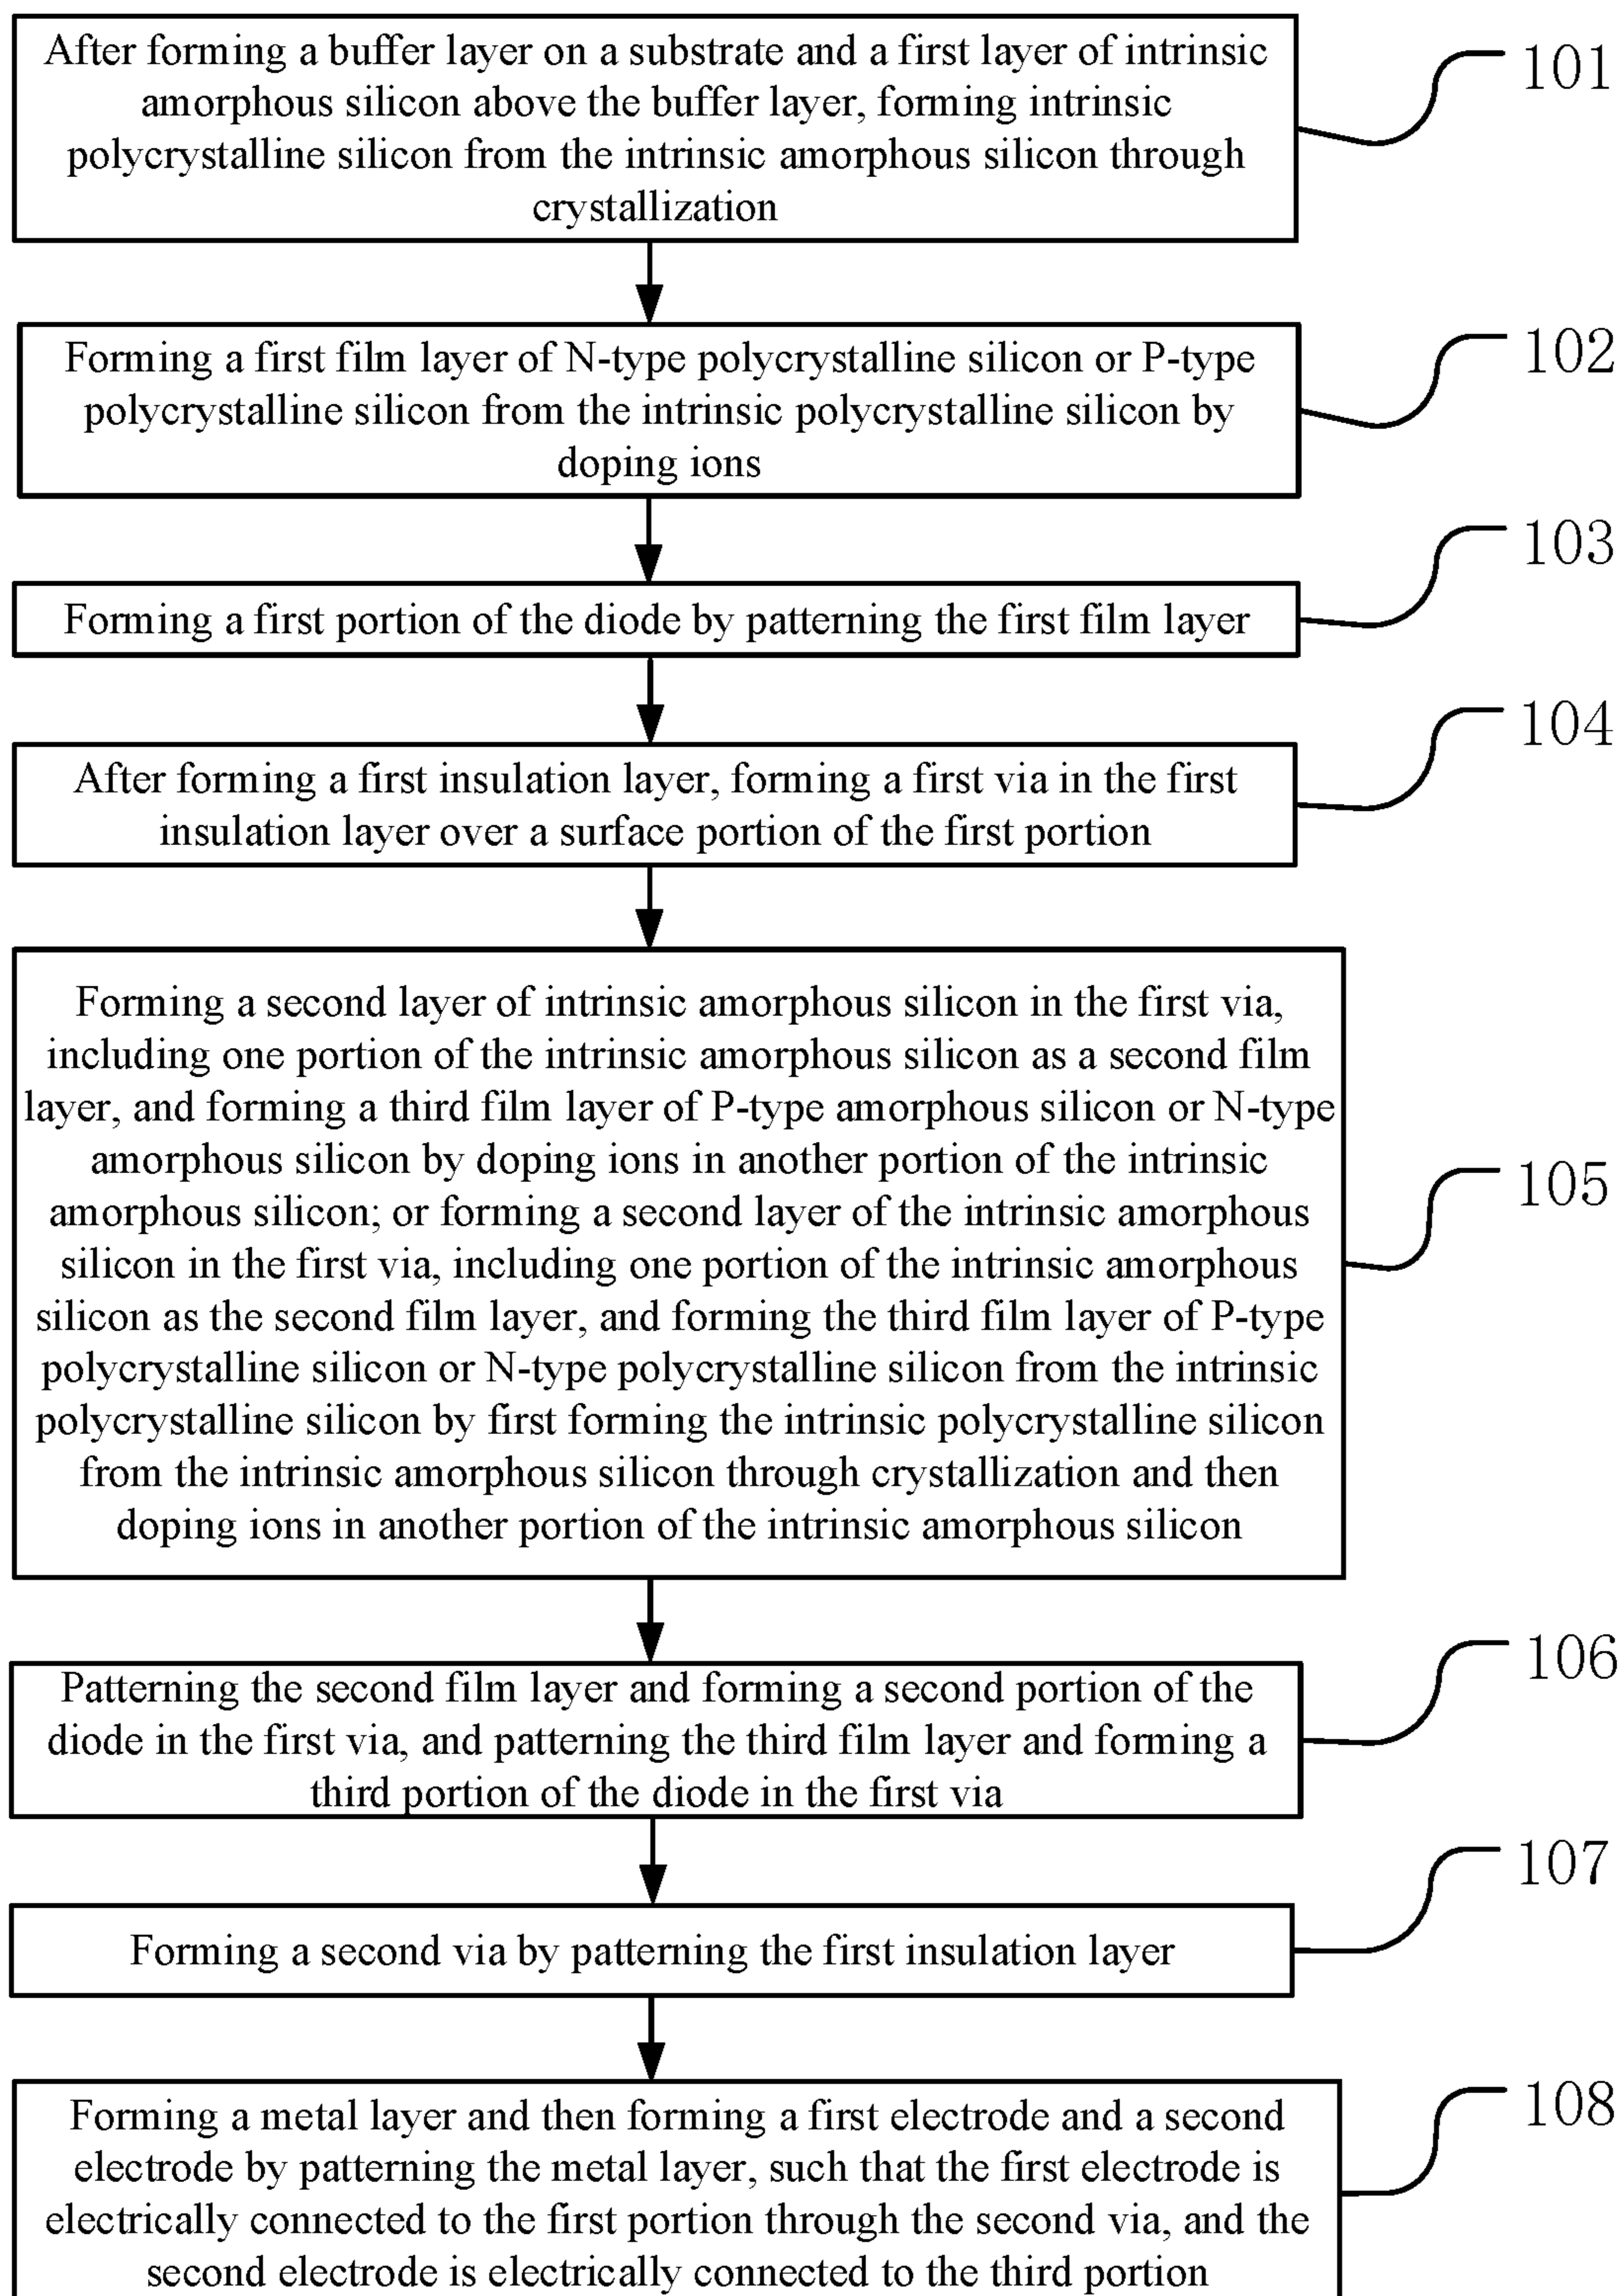 After forming a buffer layer on a substrate and a first layer of intrinsic
amorphous silicon above the buffer layer, forming intrinsic
polycrystalline silicon from the intrinsic amorphous silicon through
crystallization
101
Forming a first film layer of N-type polycrystalline silicon or P-type
polycrystalline silicon from the intrinsic polycrystalline silicon by
doping ions
102
Forming a first portion of the diode by patterning the first film layer
103
After forming a first insulation layer, forming a first via in the first
insulation layer over a surface portion of the first portion
104
Forming a second layer of intrinsic amorphous silicon in the first via,
including one portion of the intrinsic amorphous silicon as a second film
layer, and forming a third film layer of P-type amorphous silicon or N-type
amorphous silicon by doping ions in another portion of the intrinsic
amorphous silicon; or forming a second layer of the intrinsic amorphous
silicon in the first via, including one portion of the intrinsic amorphous
silicon as the second film layer, and forming the third film layer of P-type
polycrystalline silicon or N-type polycrystalline silicon from the intrinsic
polycrystalline silicon by first forming the intrinsic polycrystalline silicon
from the intrinsic amorphous silicon through crystallization and then
doping ions in another portion of the intrinsic amorphous silicon
105
Patterning the second film layer and forming a second portion of the
diode in the first via, and patterning the third film layer and forming a
third portion of the diode in the first via
106
Forming a second via by patterning the first insulation layer
107
Forming a metal layer and then forming a first electrode and a second
electrode by patterning the metal layer, such that the first electrode is
electrically connected to the first portion through the second via, and the
second electrode is electrically connected to the third portion
108